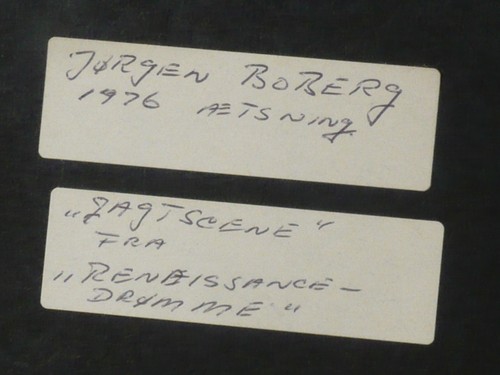 JØRGEN BOBERG
1976 ÆTSNING
„JAGTSCENE“
FRA
„RENÆISSANCE-
DRØMME“